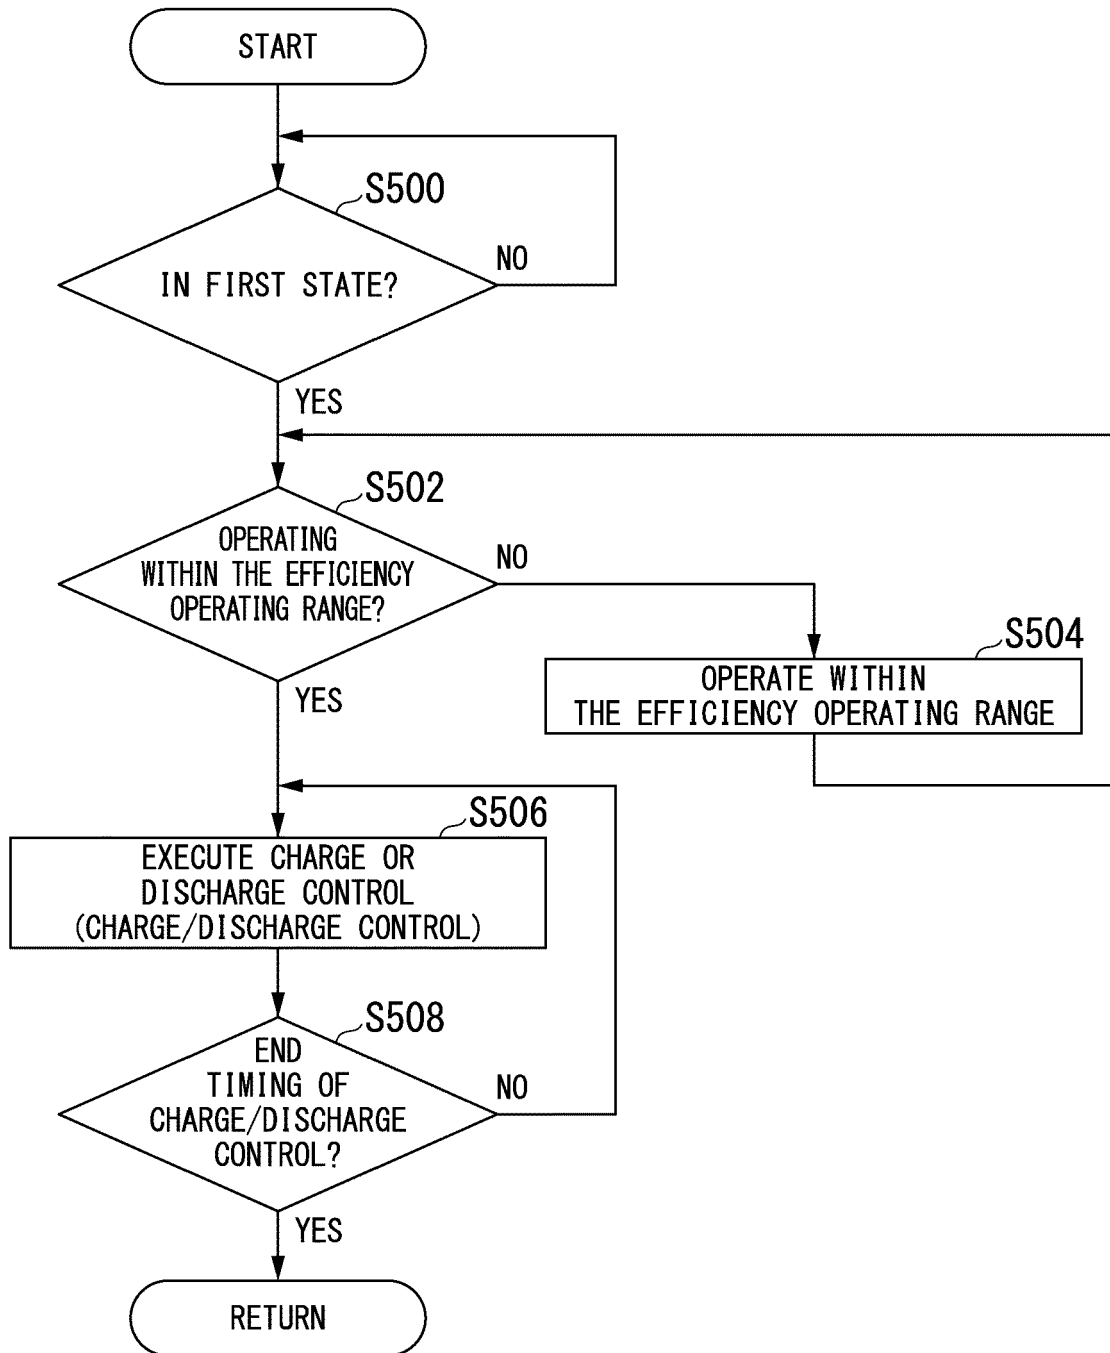 START
S500
IN FIRST STATE?
NO
YES
S502
OPERATING
WITHIN THE EFFICIENCY
OPERATING RANGE?
NO
YES
S504
OPERATE WITHIN
THE EFFICIENCY OPERATING RANGE
S506
EXECUTE CHARGE OR
DISCHARGE CONTROL
(CHARGE/DISCHARGE CONTROL)
S508
END
TIMING OF
CHARGE/DISCHARGE
CONTROL?
NO
YES
RETURN